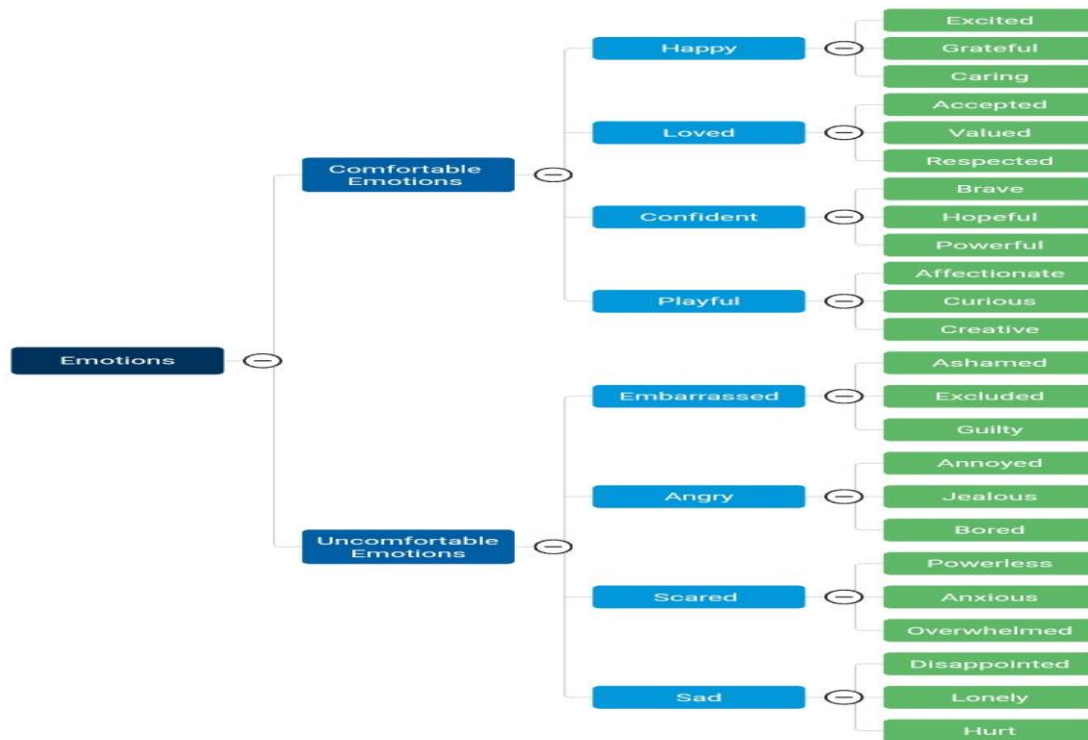 Emotions
Comfortable
Emotions
Happy
Excited
Grateful
Caring
Loved
Accepted
Valued
Respected
Confident
Brave
Hopeful
Powerful
Playful
Affectionate
Curious
Creative
Uncomfortable
Emotions
Embarrassed
Ashamed
Excluded
Guilty
Angry
Annoyed
Jealous
Bored
Scared
Powerless
Anxious
Overwhelmed
Sad
Disappointed
Lonely
Hurt